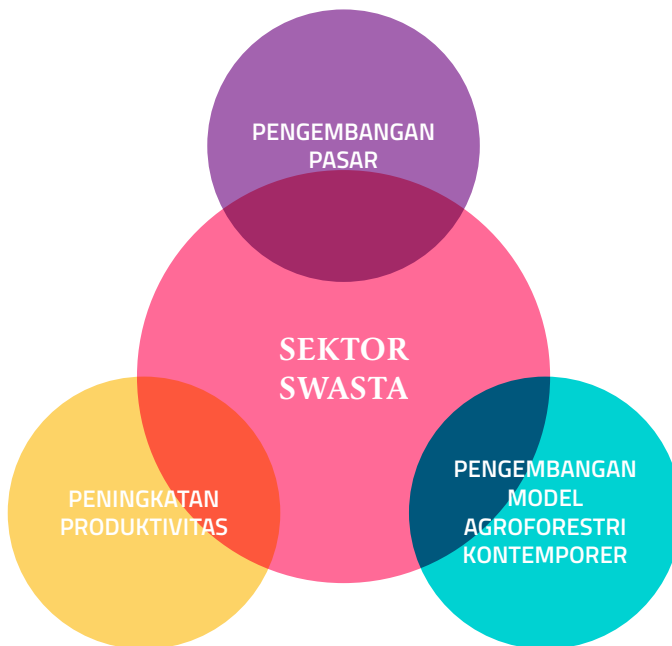 PENGEMBANGAN
PASAR
SEKTOR
SWASTA
PENINGKATAN
PRODUKTIVITAS
PENGEMBANGAN
MODEL
AGROFORESTRI
KONTEMPORER